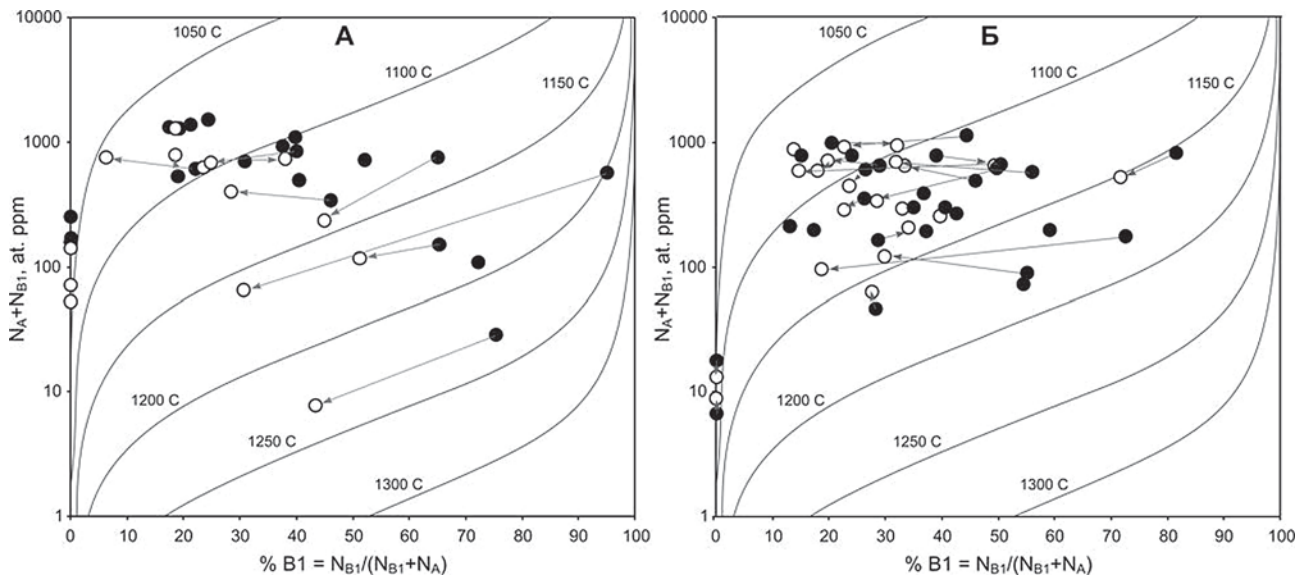 А
N_A+N_B1, at. ppm
10000
1000
100
10
1
1050 C
1100 C
1150 C
1200 C
1250 C
1300 C
0 10 20 30 40 50 60 70 80 90 100
% B1 = N_B1/(N_B1+N_A)
Б
N_A+N_B1, at. ppm
10000
1000
100
10
1
1050 C
1100 C
1150 C
1200 C
1250 C
1300 C
0 10 20 30 40 50 60 70 80 90 100
% B1 = N_B1/(N_B1+N_A)